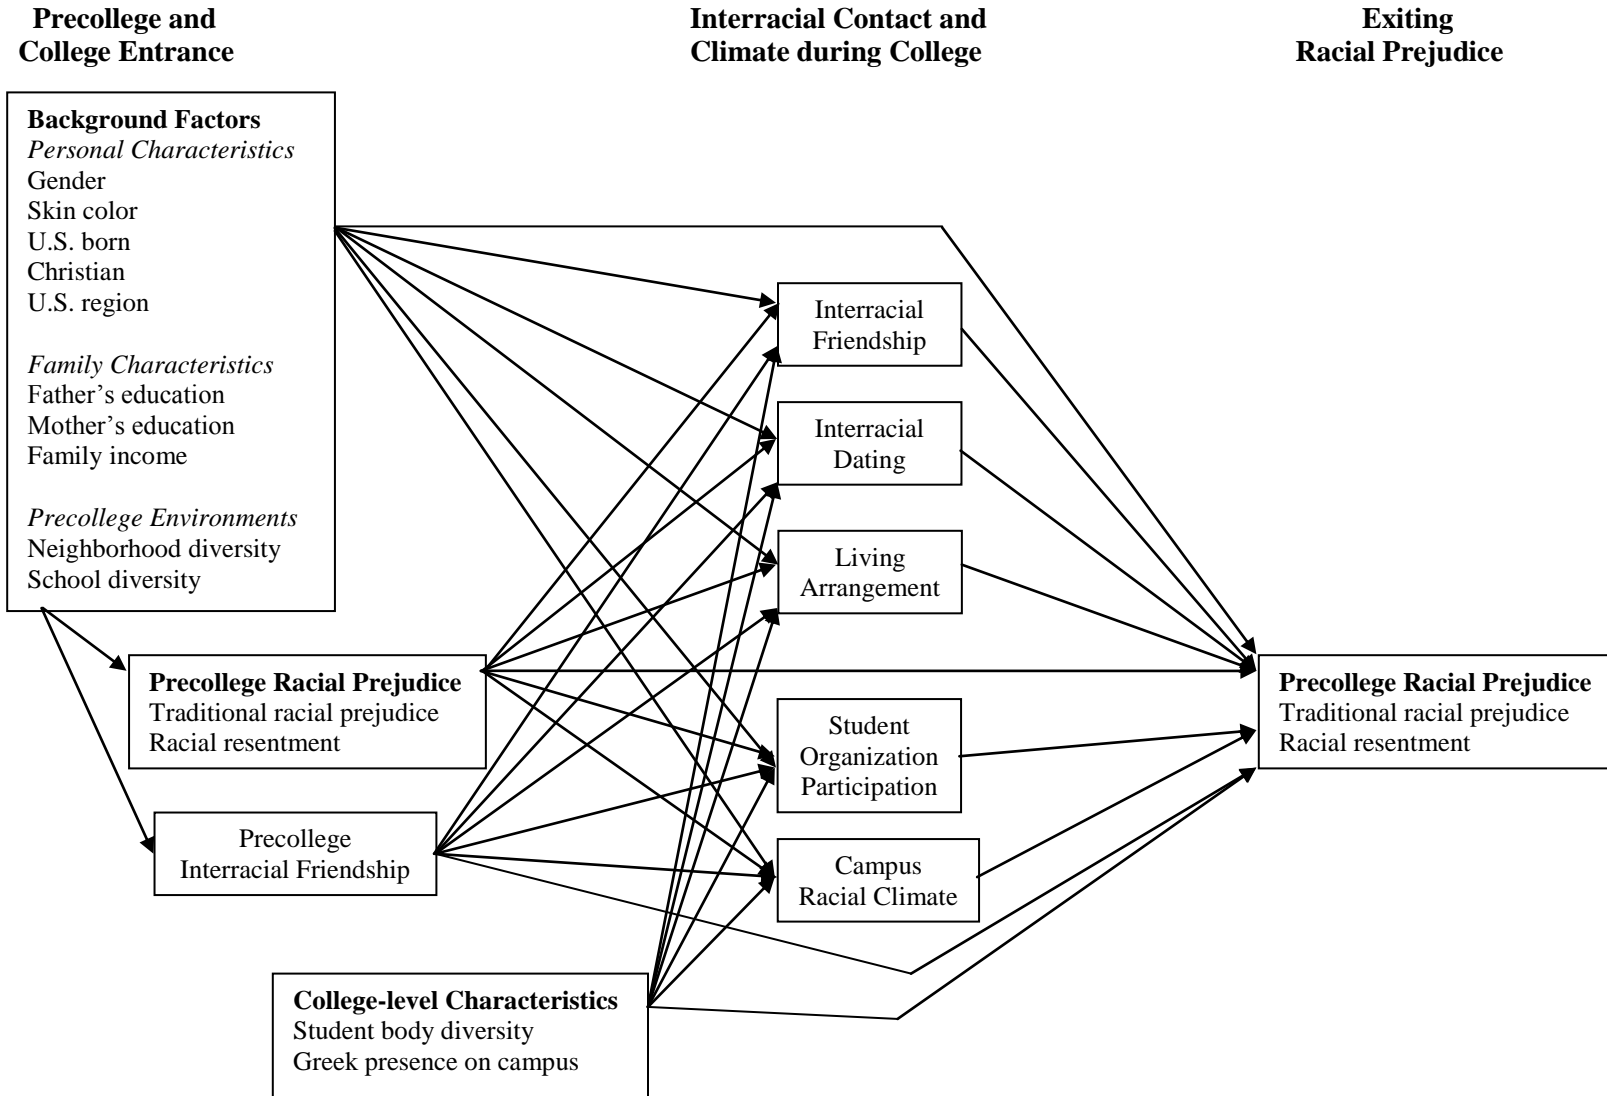 Precollege and
College Entrance
Interracial Contact and
Climate during College
Exiting
Racial Prejudice
Background Factors
Personal Characteristics
Gender
Skin color
U.S. born
Christian
U.S. region
Family Characteristics
Father’s education
Mother’s education
Family income
Precollege Environments
Neighborhood diversity
School diversity
Precollege Racial Prejudice
Traditional racial prejudice
Racial resentment
Precollege
Interracial Friendship
College-level Characteristics
Student body diversity
Greek presence on campus
Interracial
Friendship
Interracial
Dating
Living
Arrangement
Student
Organization
Participation
Campus
Racial Climate
Precollege Racial Prejudice
Traditional racial prejudice
Racial resentment